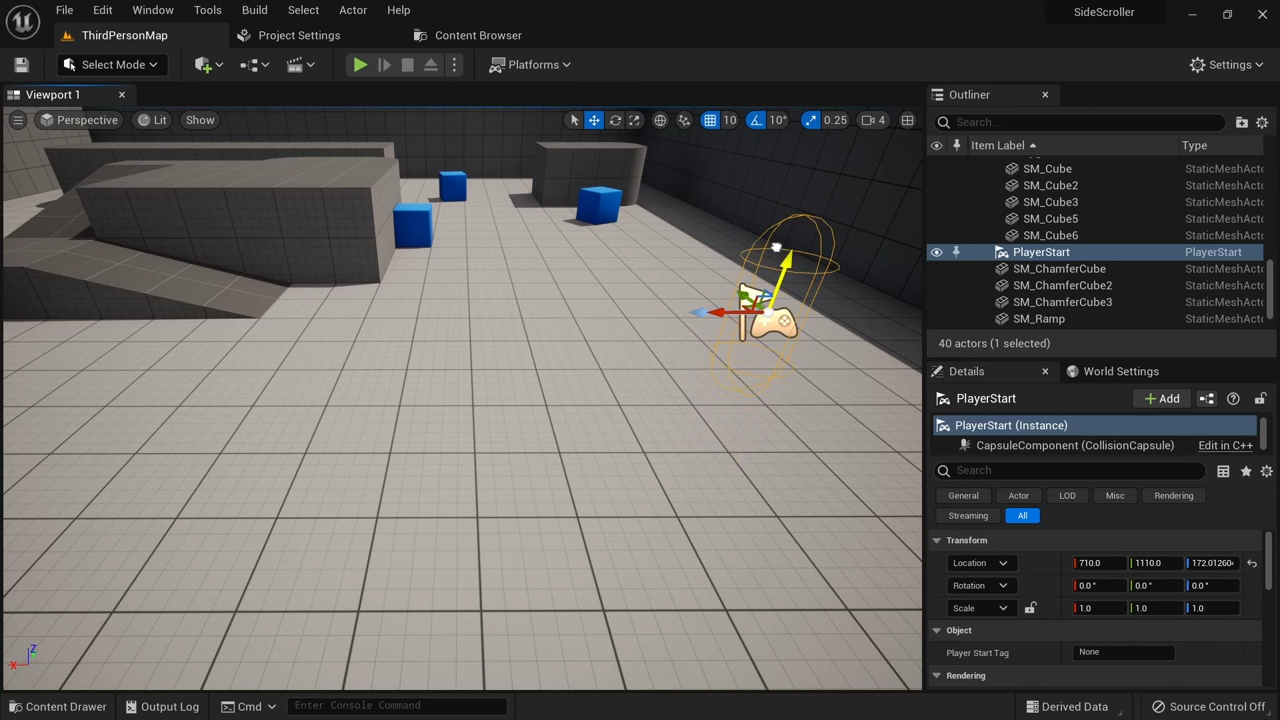 File Edit Window Tools Build Select Actor Help SideScroller
ThirdPersonMap Project Settings Content Browser
Select Mode Platforms Settings
Viewport 1 Outliner
Perspective Lit Show 10 10° 0.25 4 Search...
Item Label Type
SM_Cube StaticMeshActo
SM_Cube2 StaticMeshActo
SM_Cube3 StaticMeshActo
SM_Cube5 StaticMeshActo
SM_Cube6 StaticMeshActo
PlayerStart PlayerStart
SM_ChamferCube StaticMeshActo
SM_ChamferCube2 StaticMeshActo
SM_ChamferCube3 StaticMeshActo
SM_Ramp StaticMeshActo
40 actors (1 selected)
Details World Settings
PlayerStart Add
PlayerStart (Instance)
CapsuleComponent (CollisionCapsule) Edit in C++
Search
General Actor LOD Misc Rendering
Streaming All
Transform
Location 710.0 1110.0 172.01260
Rotation 0.0 ° 0.0 ° 0.0 °
Scale 1.0 1.0 1.0
Object
Player Start Tag None
Rendering
X Z
Content Drawer Output Log Cmd Enter Console Command Derived Data Source Control Off